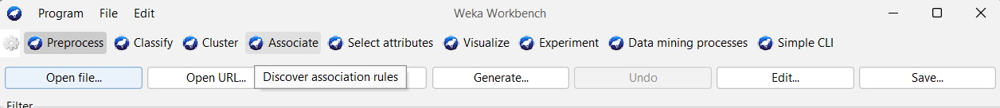 Program File Edit Weka Workbench
Preprocess Classify Cluster Associate Select attributes Visualize Experiment Data mining processes Simple CLI
Open file... Open URL... Discover association rules Generate... Undo Edit... Save...
Filter